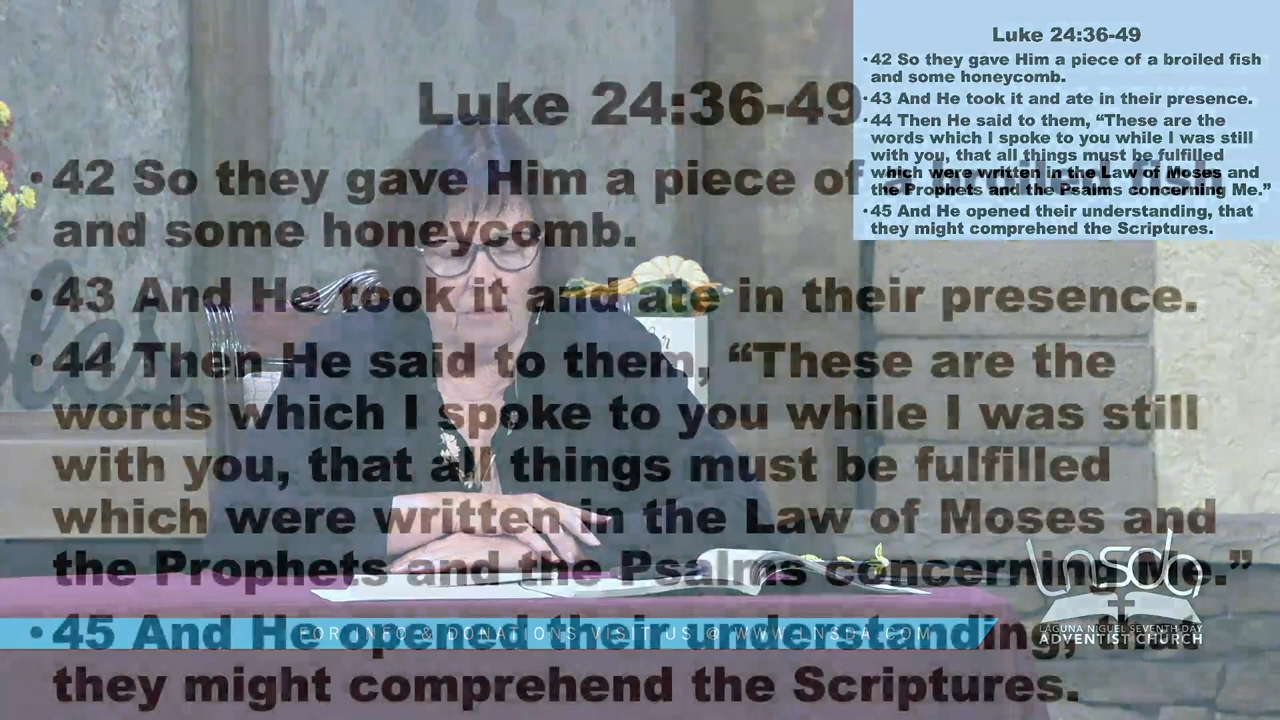 Luke 24:36-49
• 42 So they gave Him a piece of
and some honeycomb.
• 43 And He took it and ate in their presence.
• 44 Then He said to them, “These are the
words which I spoke to you while I was still
with you, that all things must be fulfilled
which were written in the Law of Moses and
the Prophets and the Psalms concerning Me.”
• 45 And He opened their understanding, that
they might comprehend the Scriptures.
Luke 24:36-49
• 42 So they gave Him a piece of a broiled fish
and some honeycomb.
• 43 And He took it and ate in their presence.
• 44 Then He said to them, “These are the
words which I spoke to you while I was still
with you, that all things must be fulfilled
which were written in the Law of Moses and
the Prophets and the Psalms concerning Me.”
• 45 And He opened their understanding, that
they might comprehend the Scriptures.
FOR INFO & DONATIONS VISIT US @ WWW.LNSDA.COM
Lnsda
LAGUNA NIGUEL SEVENTH-DAY
ADVENTIST CHURCH